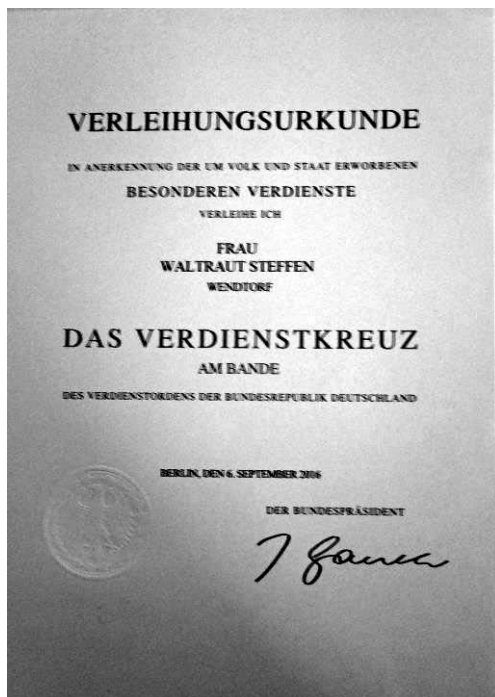 VERLEIHUNGSURKUNDE
IN ANERKENNUNG DER UM VOLK UND STAAT ERWORBENEN
BESONDEREN VERDIENSTE
VERLEIHE ICH
FRAU
WALTRAUT STEFFEN
WENDTORF
DAS VERDIENSTKREUZ
AM BANDE
DES VERDIENSTORDENS DER BUNDESREPUBLIK DEUTSCHLAND
BERLIN, DEN 6. SEPTEMBER 2016
DER BUNDESPRÄSIDENT
J Gauck